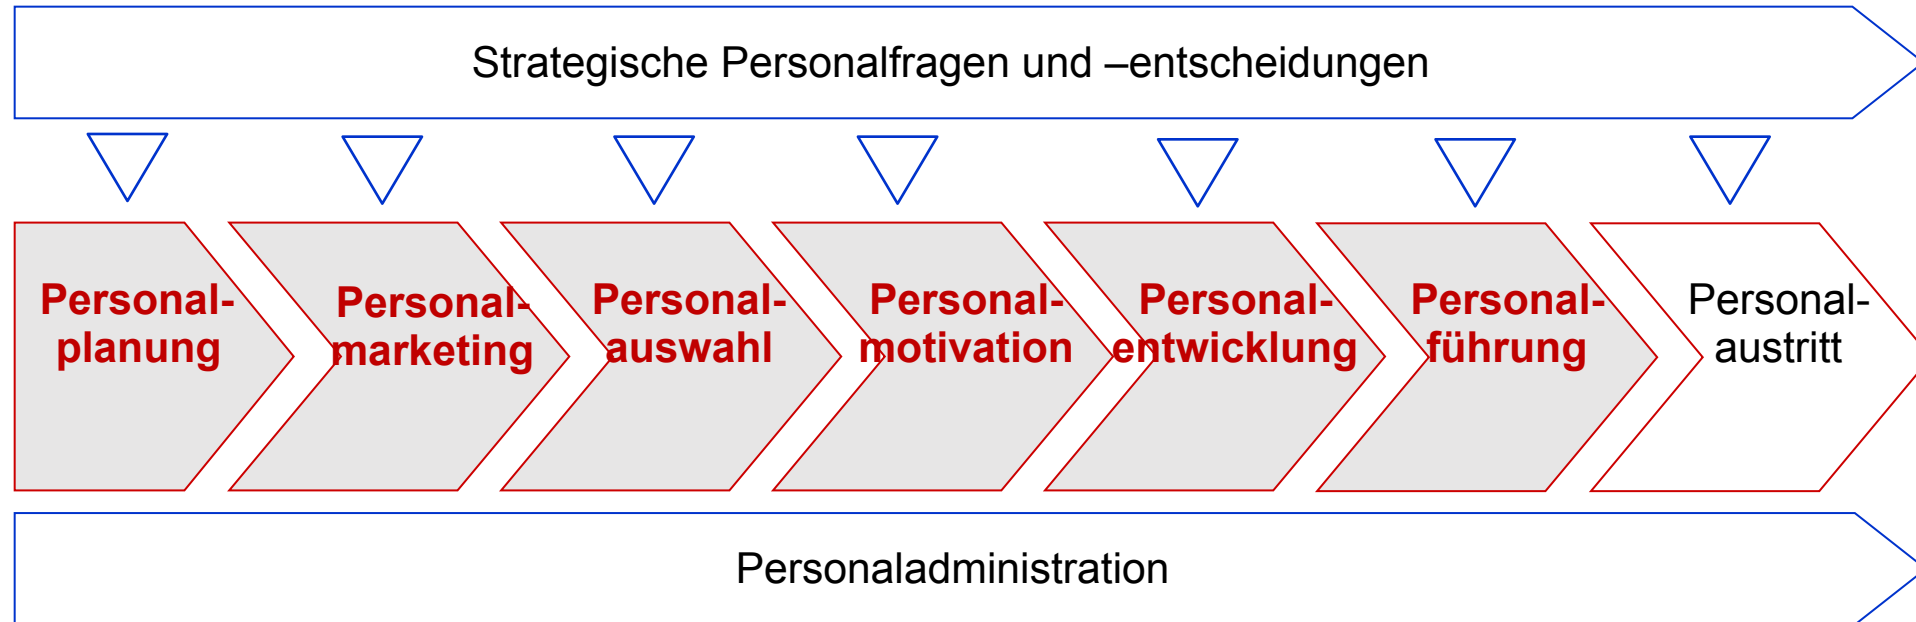 Strategische Personalfragen und –entscheidungen
Personal-
planung
Personal-
marketing
Personal-
auswahl
Personal-
motivation
Personal-
entwicklung
Personal-
führung
Personal-
austritt
Personaladministration